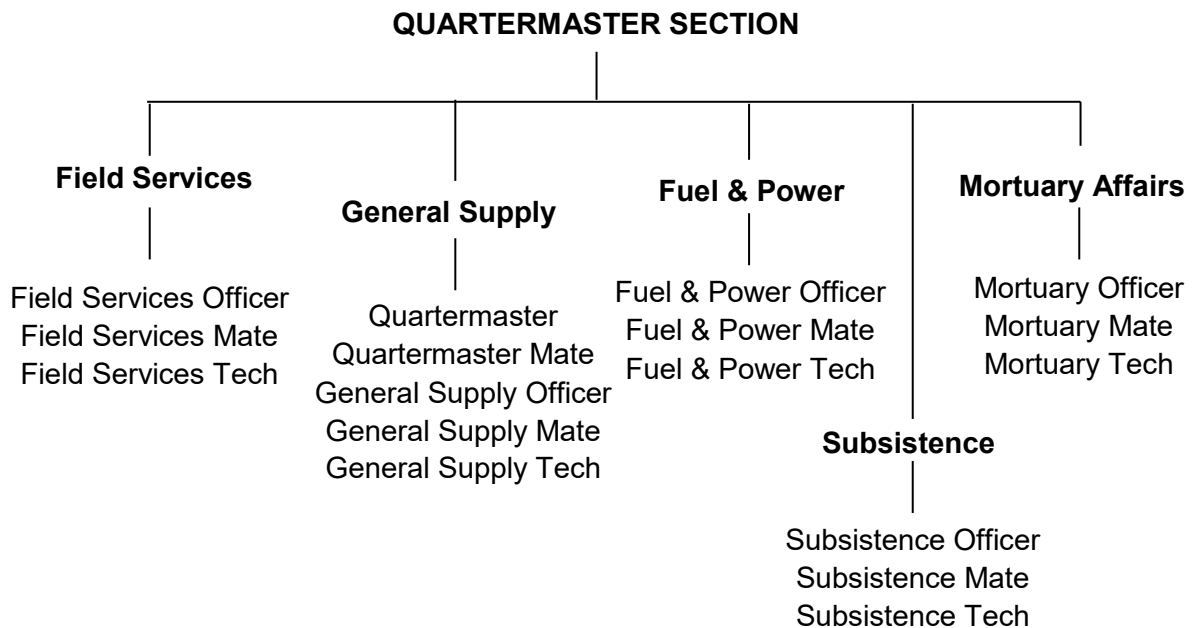 QUARTERMASTER SECTION
Field Services
Field Services Officer
Field Services Mate
Field Services Tech
General Supply
Quartermaster
Quartermaster Mate
General Supply Officer
General Supply Mate
General Supply Tech
Fuel & Power
Fuel & Power Officer
Fuel & Power Mate
Fuel & Power Tech
Subsistence
Subsistence Officer
Subsistence Mate
Subsistence Tech
Mortuary Affairs
Mortuary Officer
Mortuary Mate
Mortuary Tech